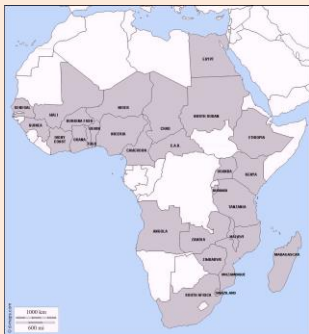 EGYPT
SENEGAL
MALI
NIGER
CHAD
NORTH SUDAN
GUINEA
BURKINA FASO
BENIN
NIGERIA
ETHIOPIA
IVORY
COAST
GHANA
TOGO
CAMEROON
C.A.R.
UGANDA
KENYA
RWANDA
TANZANIA
ANGOLA
ZAMBIA
MALAWI
ZIMBABWE
MOZAMBIQUE
MADAGASCAR
SWAZILAND
SOUTH AFRICA
1000 km
600 mi